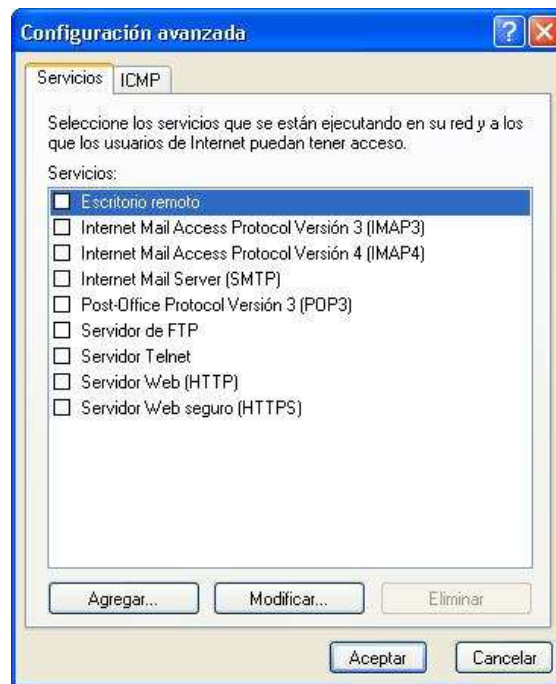 Configuración avanzada
Servicios ICMP
Seleccione los servicios que se están ejecutando en su red y a los
que los usuarios de Internet puedan tener acceso.
Servicios:
Escritorio remoto
Internet Mail Access Protocol Versión 3 (IMAP3)
Internet Mail Access Protocol Versión 4 (IMAP4)
Internet Mail Server (SMTP)
Post-Office Protocol Versión 3 (POP3)
Servidor de FTP
Servidor Telnet
Servidor Web (HTTP)
Servidor Web seguro (HTTPS)
Agregar... Modificar... Eliminar
Aceptar Cancelar